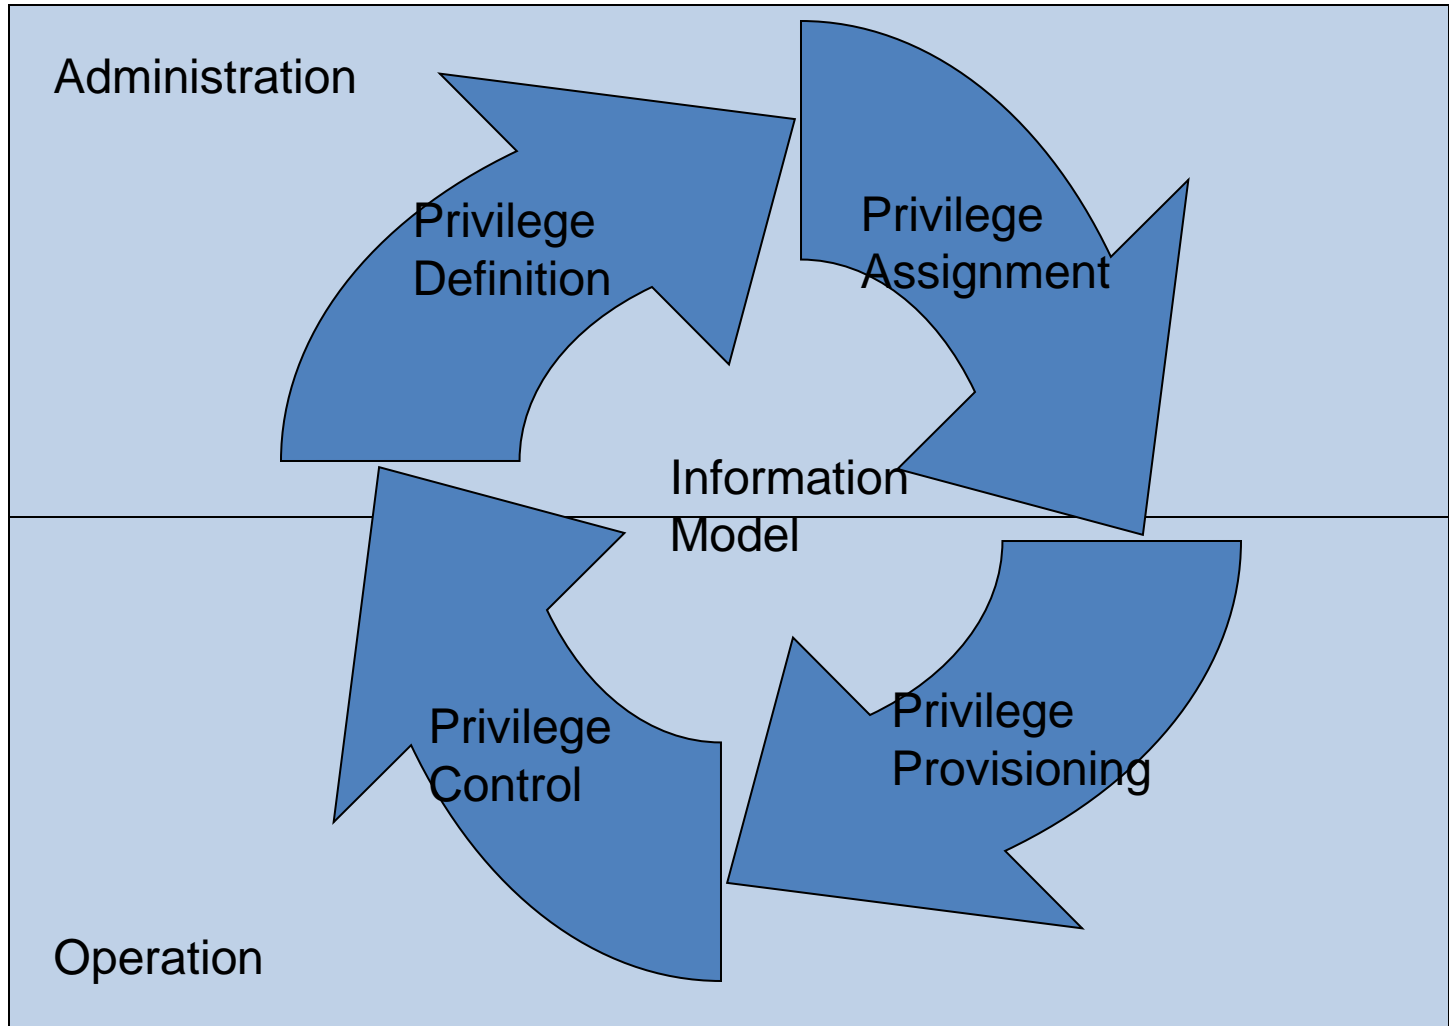 Administration
Privilege
Definition
Privilege
Assignment
Information
Model
Privilege
Control
Privilege
Provisioning
Operation